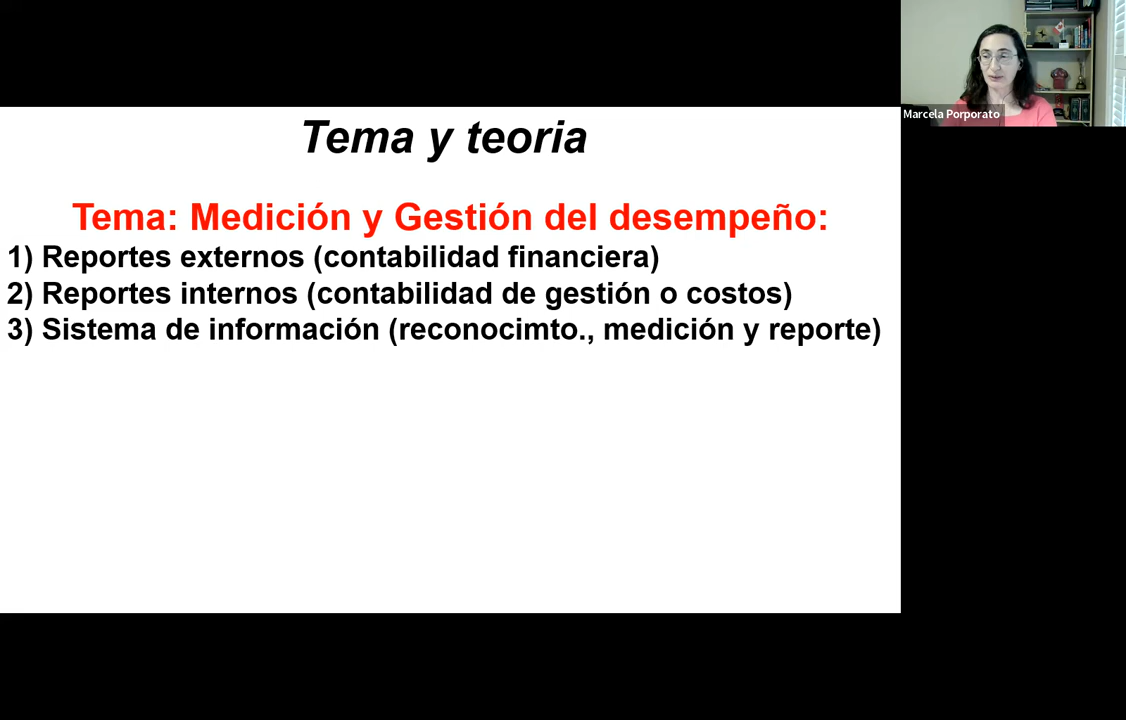 Marcela Porporato
Tema y teoria
Tema: Medición y Gestión del desempeño:
1) Reportes externos (contabilidad financiera)
2) Reportes internos (contabilidad de gestión o costos)
3) Sistema de información (reconocimto., medición y reporte)